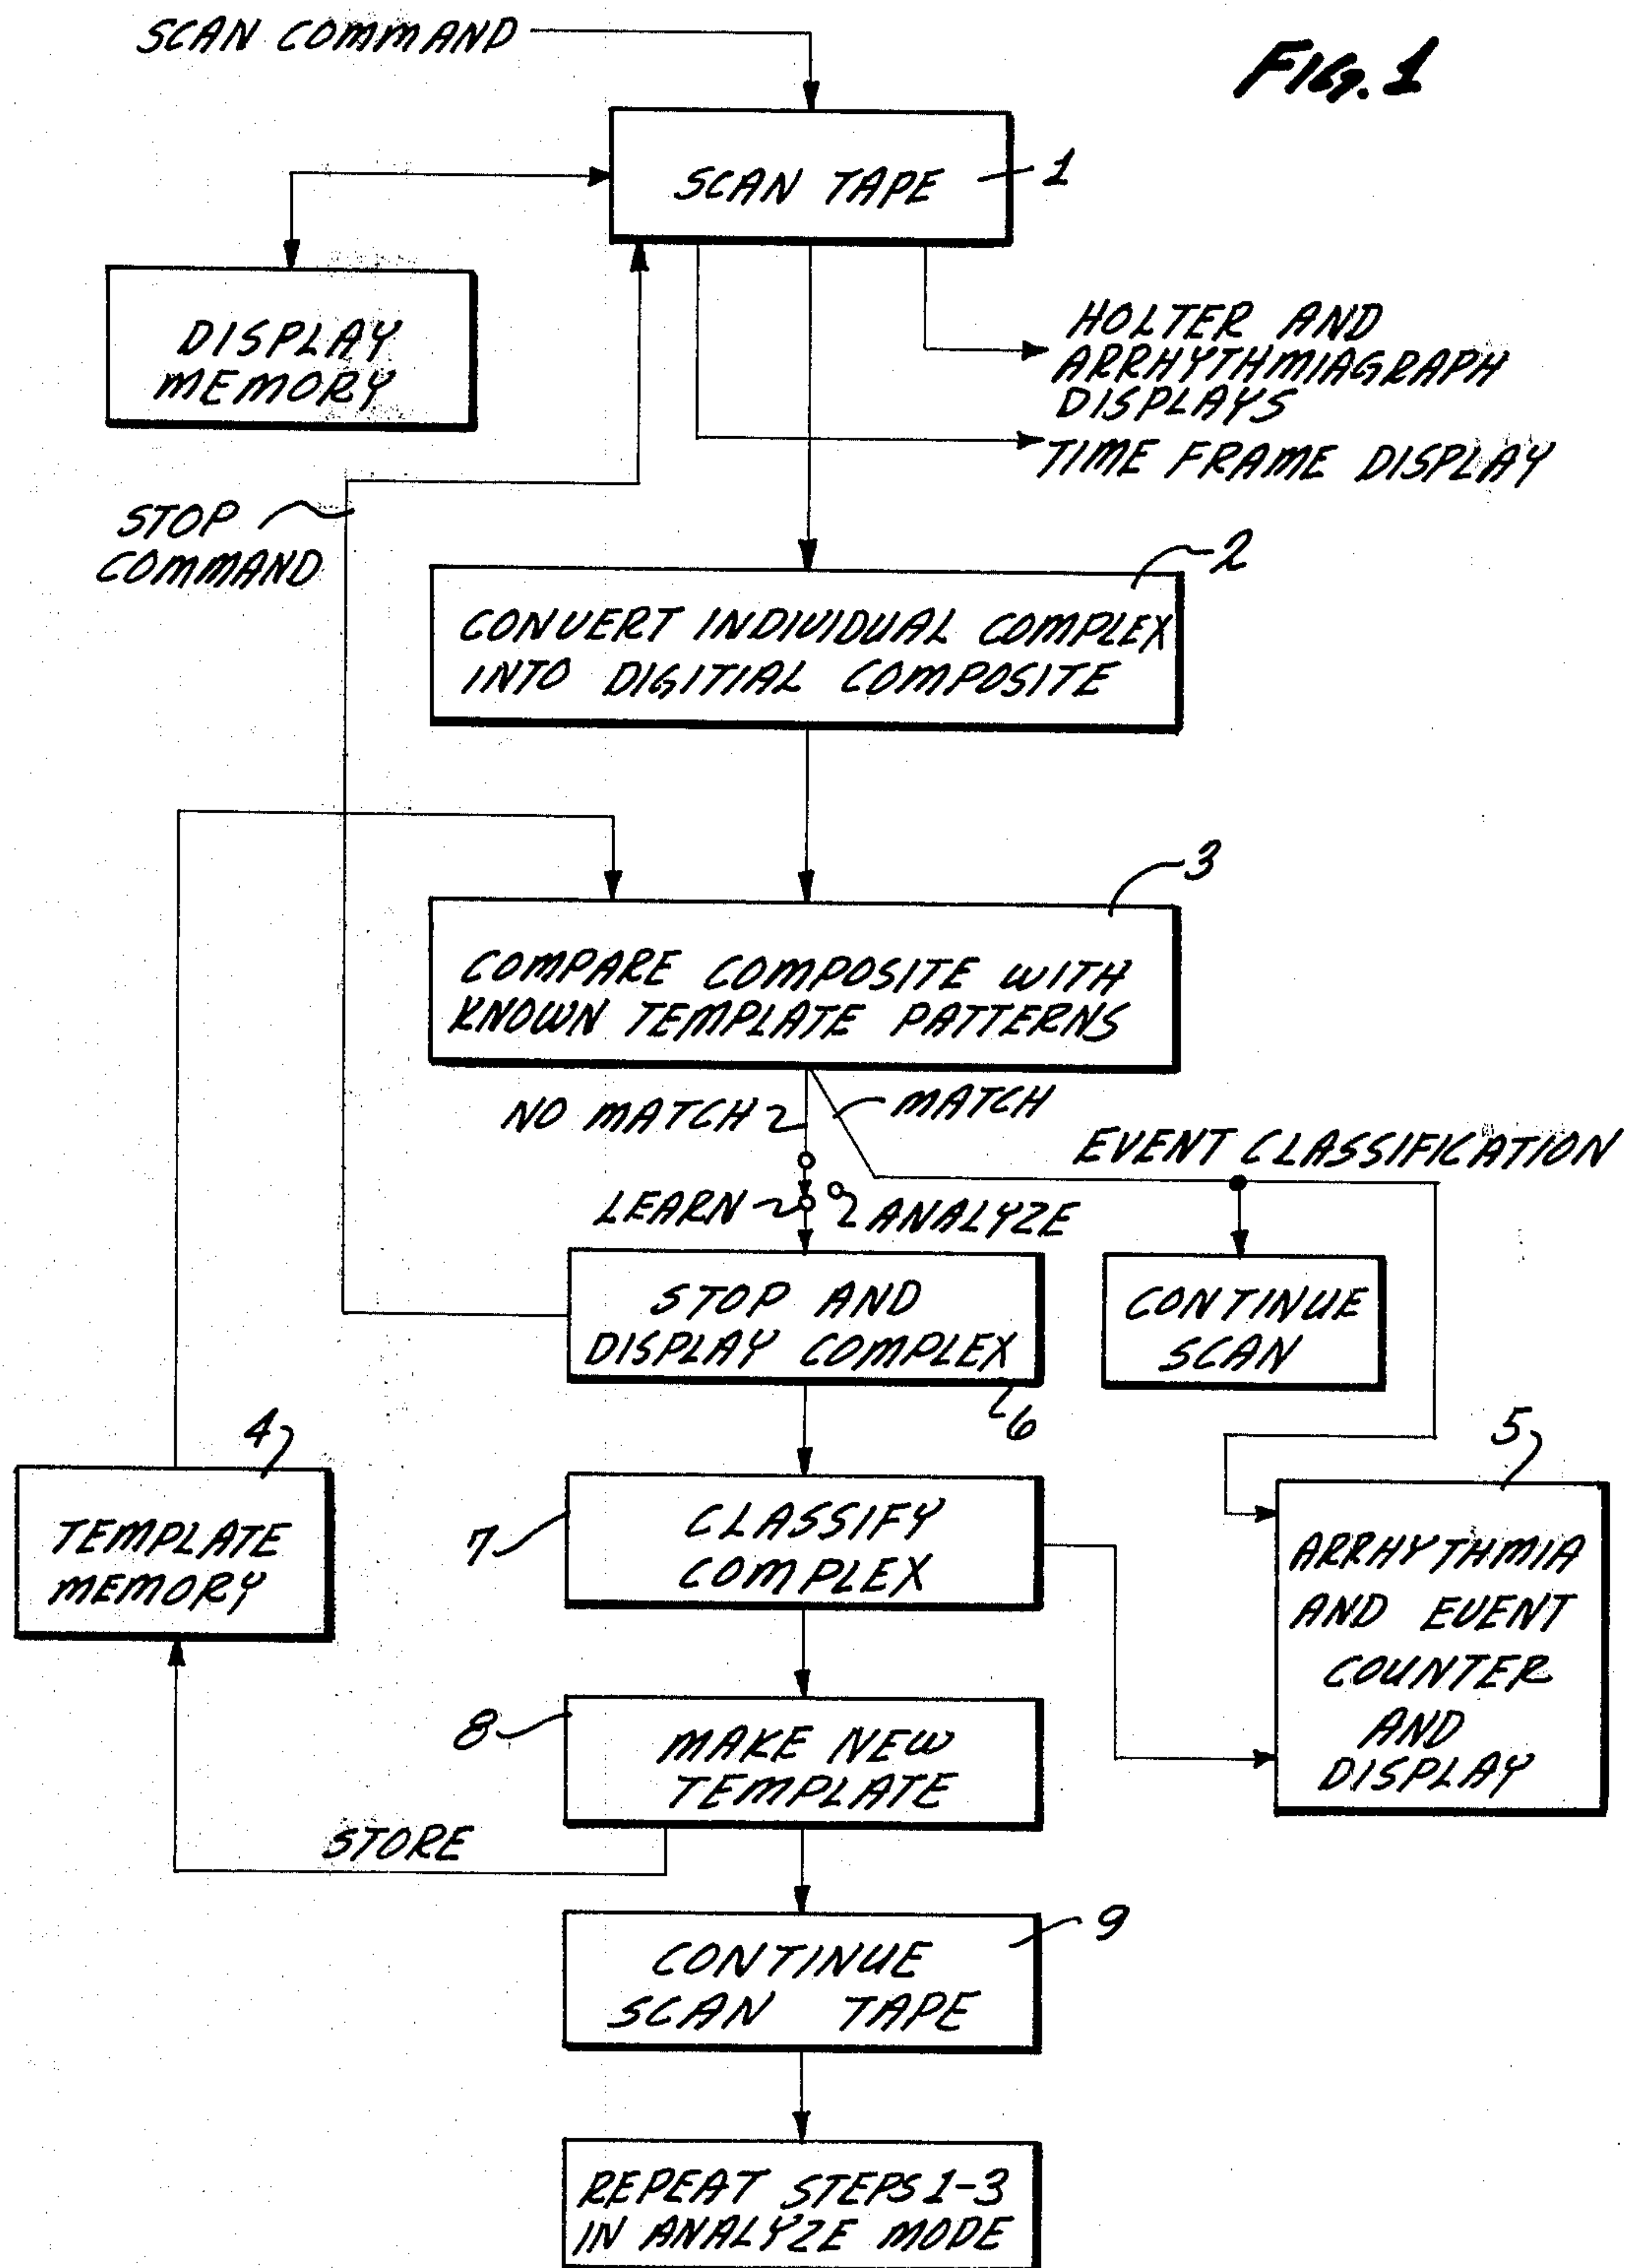 SCAN COMMAND
FIG. 1
SCAN TAPE
1
DISPLAY
MEMORY
HOLTER AND
ARRHYTHMIAGRAPH
DISPLAYS
TIME FRAME DISPLAY
STOP
COMMAND
2
CONVERT INDIVIDUAL COMPLEX
INTO DIGITIAL COMPOSITE
3
COMPARE COMPOSITE WITH
KNOWN TEMPLATE PATTERNS
NO MATCH
MATCH
EVENT CLASSIFICATION
LEARN
ANALYZE
STOP AND
DISPLAY COMPLEX
6
CONTINUE
SCAN
4
TEMPLATE
MEMORY
7
CLASSIFY
COMPLEX
5
ARRHYTHMIA
AND EVENT
COUNTER
AND
DISPLAY
8
MAKE NEW
TEMPLATE
STORE
9
CONTINUE
SCAN TAPE
REPEAT STEPS 1-3
IN ANALYZE MODE